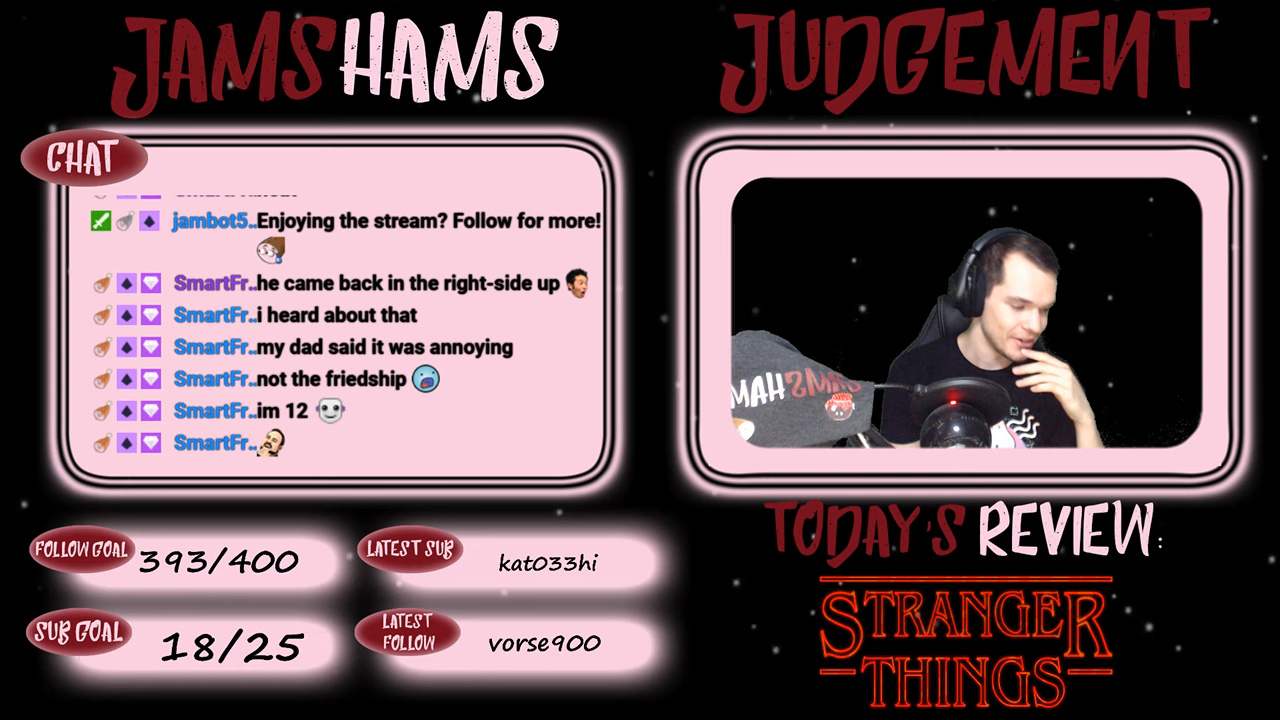 JAMSHAMS
JUDGEMENT
CHAT
jambot5..Enjoying the stream? Follow for more!
SmartFr..he came back in the right-side up
SmartFr..i heard about that
SmartFr..my dad said it was annoying
SmartFr..not the friedship
SmartFr..im 12
SmartFr..
HAMSMAJ
TODAY'S REVIEW:
STRANGER
THINGS
FOLLOW GOAL
393/400
LATEST SUB
kat033hi
SUB GOAL
18/25
LATEST
FOLLOW
vorse900